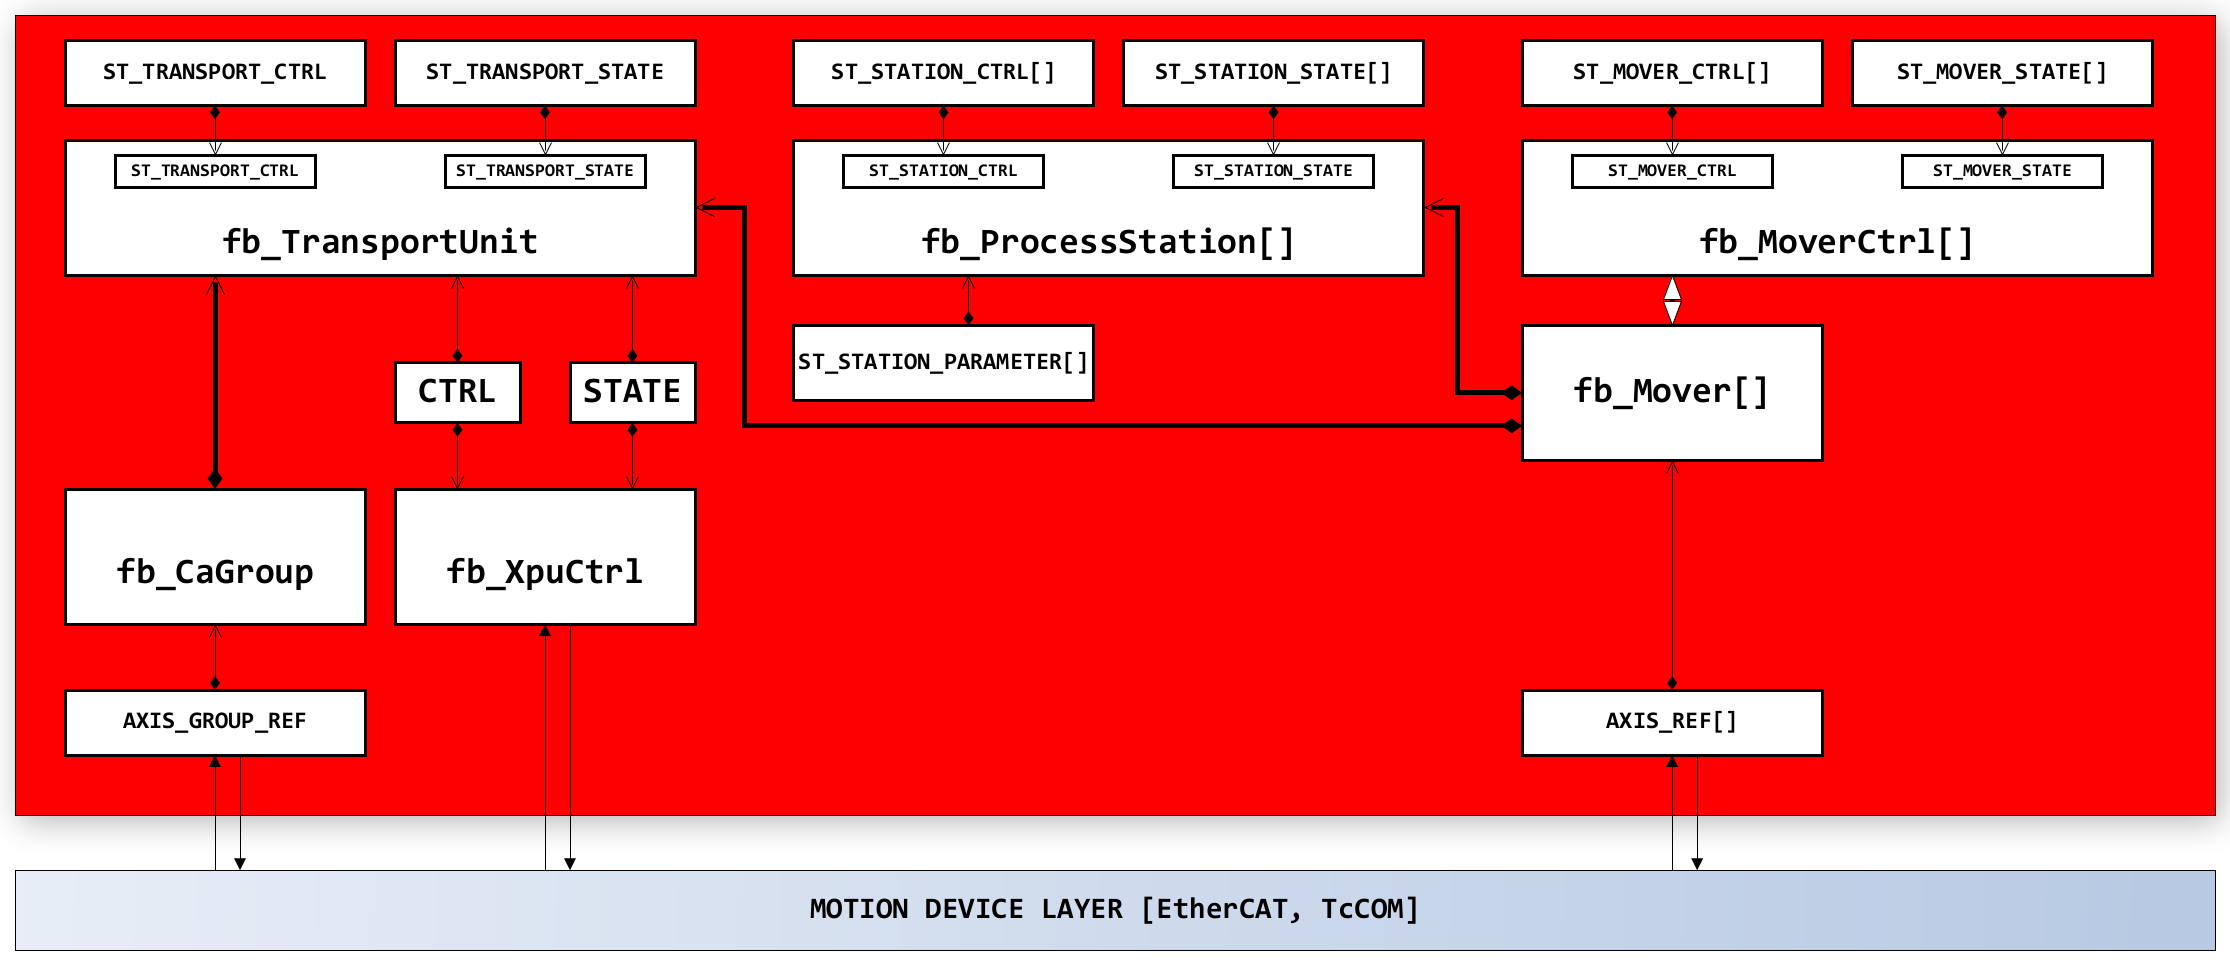 ST_TRANSPORT_CTRL
ST_TRANSPORT_STATE
ST_STATION_CTRL[]
ST_STATION_STATE[]
ST_MOVER_CTRL[]
ST_MOVER_STATE[]
ST_TRANSPORT_CTRL
ST_TRANSPORT_STATE
ST_STATION_CTRL
ST_STATION_STATE
ST_MOVER_CTRL
ST_MOVER_STATE
fb_TransportUnit
fb_ProcessStation[]
fb_MoverCtrl[]
CTRL
STATE
ST_STATION_PARAMETER[]
fb_Mover[]
fb_CaGroup
fb_XpuCtrl
AXIS_GROUP_REF
AXIS_REF[]
MOTION DEVICE LAYER [EtherCAT, TcCOM]